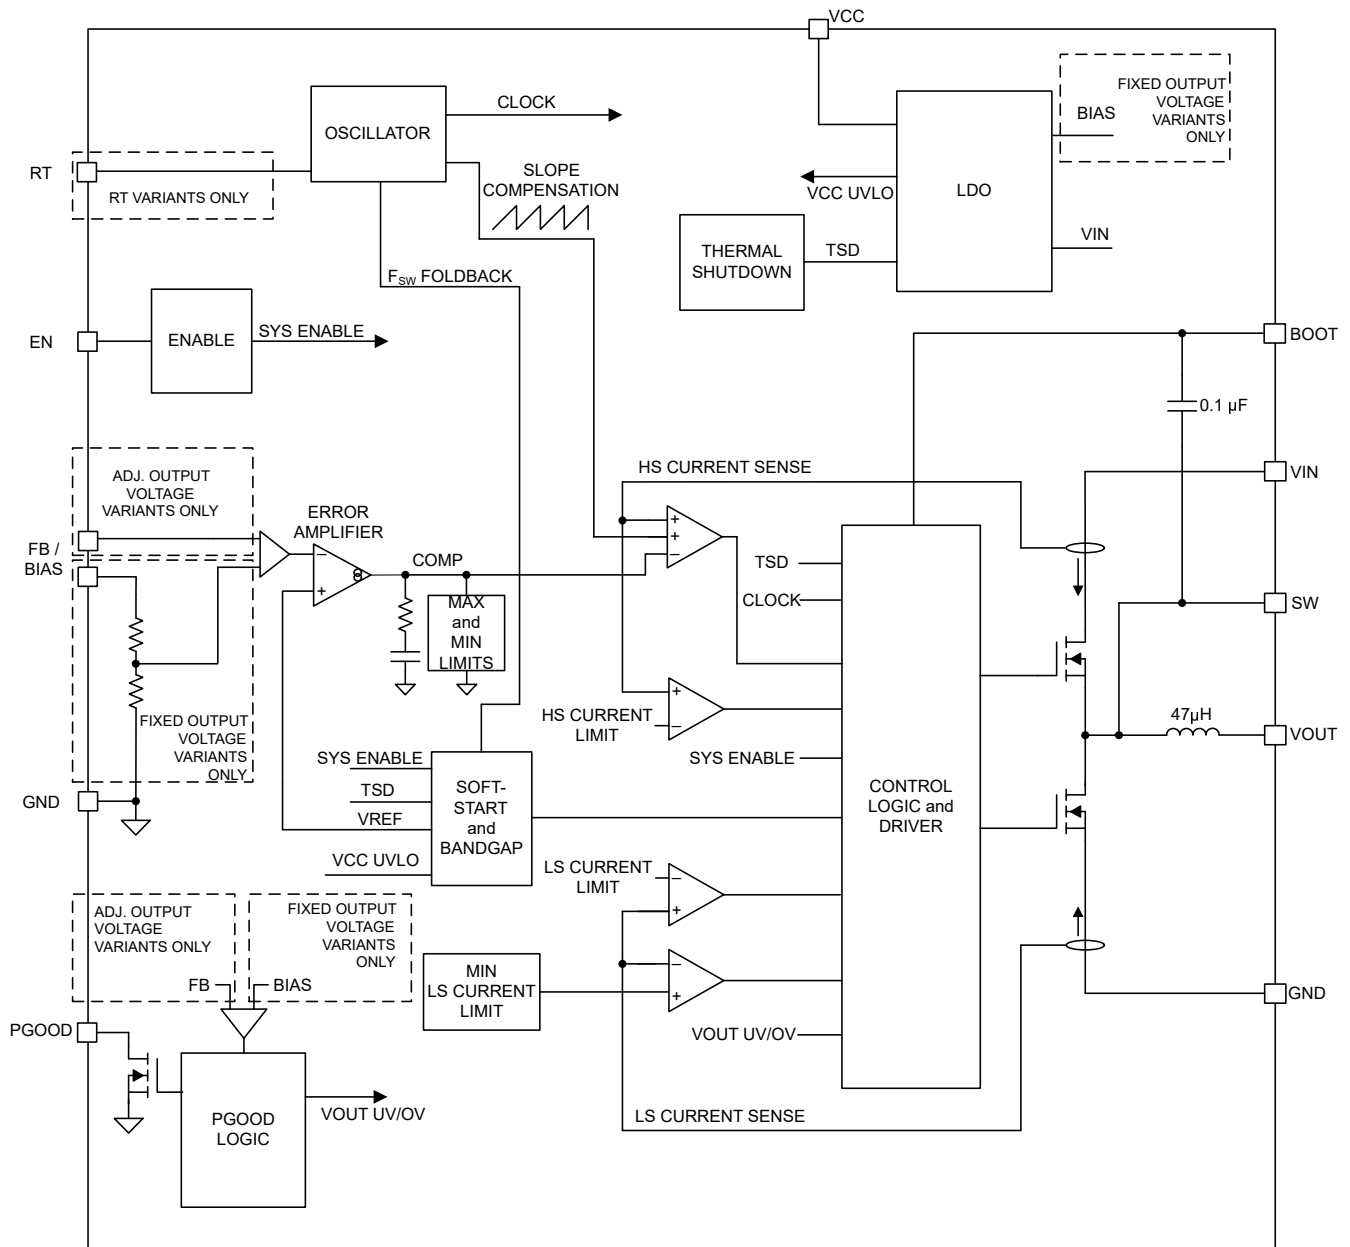 VCC
FIXED OUTPUT
VOLTAGE
VARIANTS
ONLY
BIAS
CLOCK
OSCILLATOR
RT
RT VARIANTS ONLY
SLOPE
COMPENSATION
VCC UVLO
LDO
THERMAL
SHUTDOWN
TSD
VIN
FSW FOLDBACK
EN
ENABLE
SYS ENABLE
BOOT
0.1 µF
ADJ. OUTPUT
VOLTAGE
VARIANTS ONLY
HS CURRENT SENSE
VIN
ERROR
AMPLIFIER
FB /
BIAS
COMP
TSD
CLOCK
SW
MAX
and
MIN
LIMITS
FIXED OUTPUT
VOLTAGE
VARIANTS
ONLY
HS CURRENT
LIMIT
47µH
VOUT
SYS ENABLE
SYS ENABLE
TSD
VREF
VCC UVLO
SOFT-
START
and
BANDGAP
CONTROL
LOGIC and
DRIVER
GND
LS CURRENT
LIMIT
ADJ. OUTPUT
VOLTAGE
VARIANTS ONLY
FIXED OUTPUT
VOLTAGE
VARIANTS
ONLY
FB
BIAS
MIN
LS CURRENT
LIMIT
GND
PGOOD
VOUT UV/OV
PGOOD
LOGIC
VOUT UV/OV
LS CURRENT SENSE